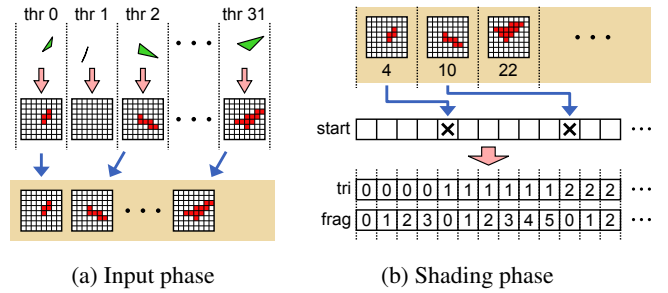 thr 0 thr 1 thr 2 • • • thr 31
• • •
• • •
(a) Input phase
• • •
4 10 22
start × × • • •
tri 0 0 0 0 1 1 1 1 1 1 2 2 2 • • •
frag 0 1 2 3 0 1 2 3 4 5 0 1 2 • • •
(b) Shading phase